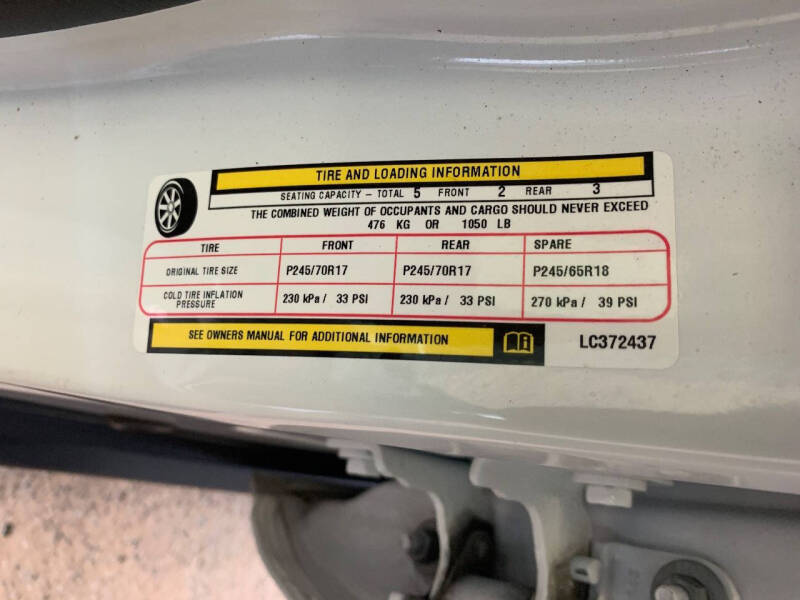 TIRE AND LOADING INFORMATION
SEATING CAPACITY – TOTAL 5 FRONT 2 REAR 3
THE COMBINED WEIGHT OF OCCUPANTS AND CARGO SHOULD NEVER EXCEED
476 KG OR 1050 LB
TIRE FRONT REAR SPARE
ORIGINAL TIRE SIZE P245/70R17 P245/70R17 P245/65R18
COLD TIRE INFLATION
PRESSURE 230 kPa / 33 PSI 230 kPa / 33 PSI 270 kPa / 39 PSI
SEE OWNERS MANUAL FOR ADDITIONAL INFORMATION
LC372437